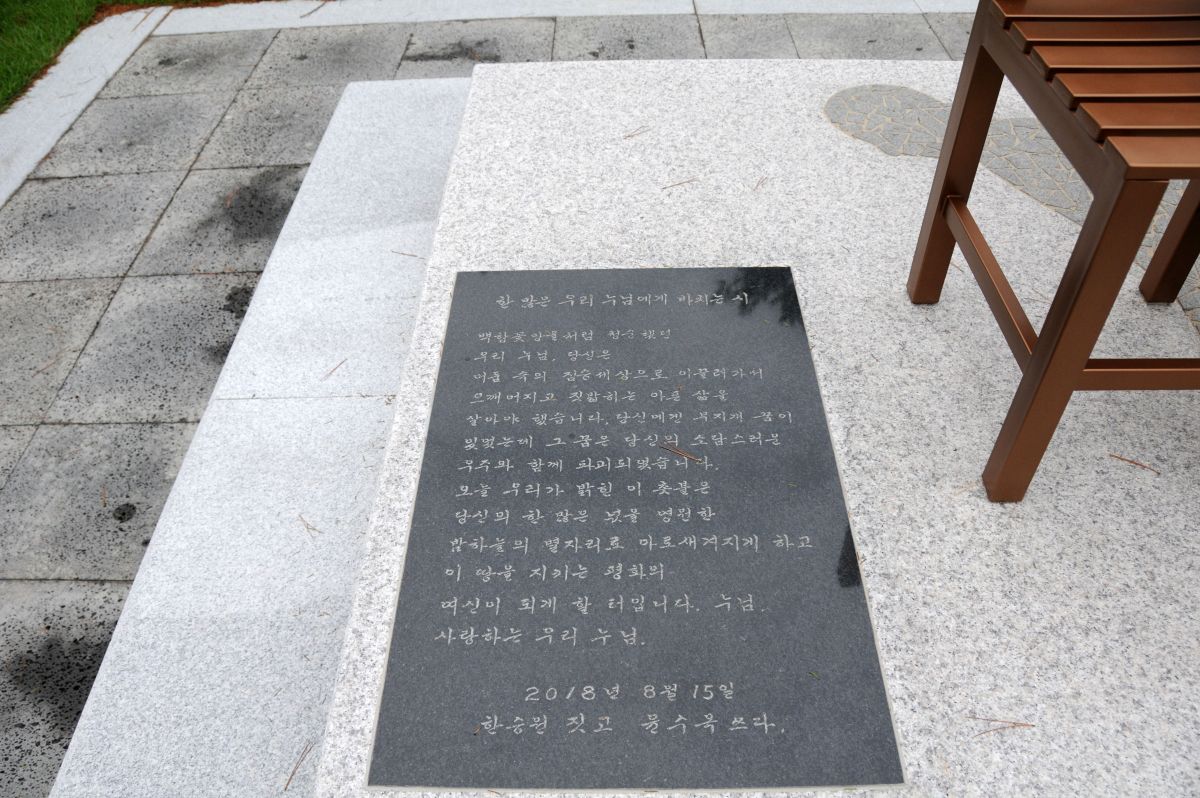 한 많은 우리 누님에게 바치는 시
백합꽃망울처럼 청순했던
우리 누님, 당신은
어둠 속의 짐승세상으로 이끌려가서
으깨어지고 짓밟히는 아픈 삶을
살아야 했습니다. 당신에겐 무지개 꿈이
있었는데 그 꿈은 당신의 소담스러운
우주와 함께 파괴되었습니다.
오늘 우리가 밝힌 이 촛불은
당신의 한 많은 넋을 영원한
밤하늘의 별자리로 아로새겨지게 하고
이 땅을 지키는 평화의
여신이 되게 할 터입니다. 누님,
사랑하는 우리 누님.
2018년 8월 15일
한승원 짓고 윤수옥 쓰다.